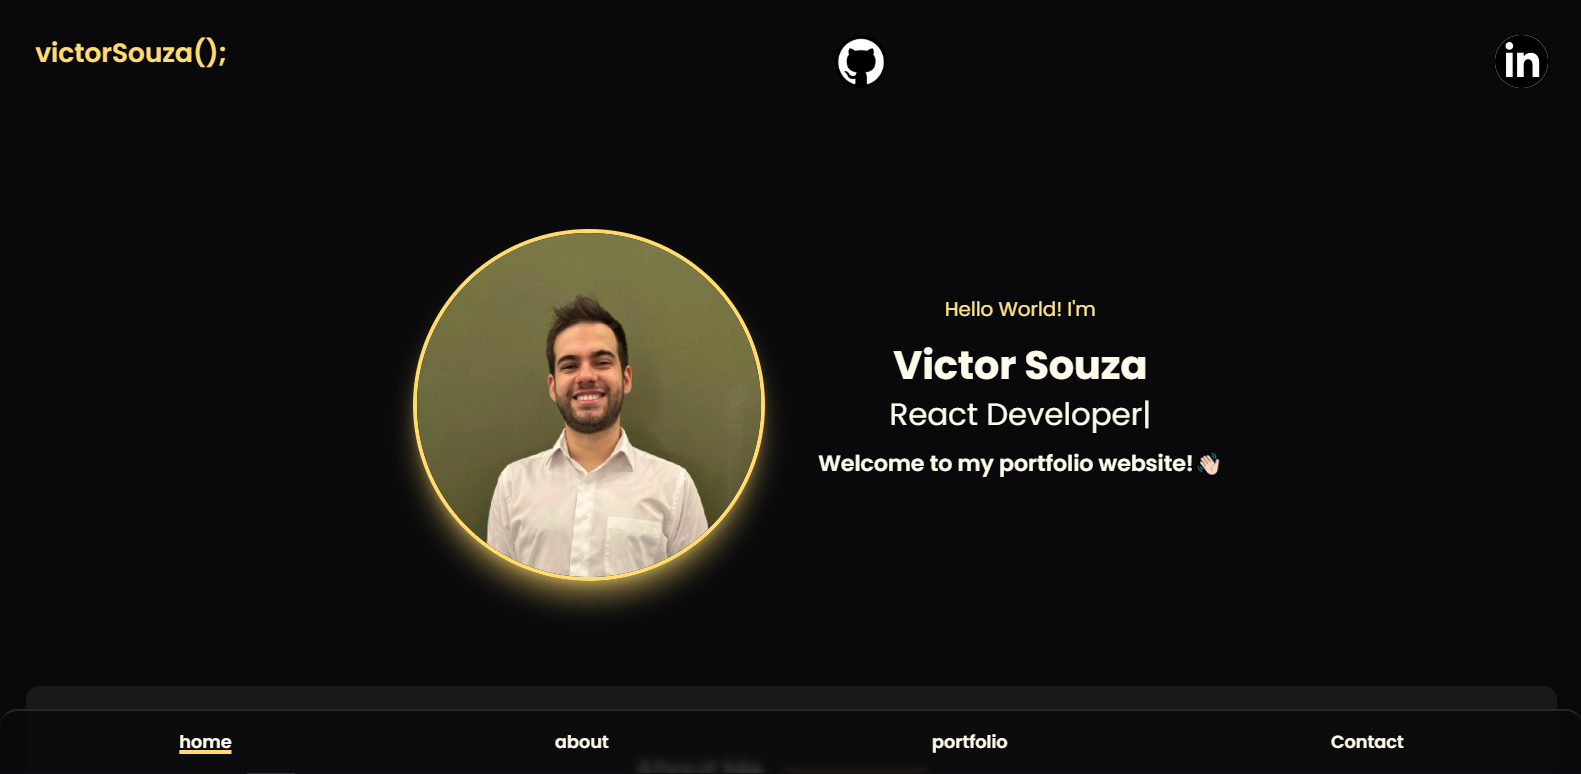 victorSouza();
in
Hello World! I'm
Victor Souza
React Developer|
Welcome to my portfolio website! 👋🏻
home
about
portfolio
Contact